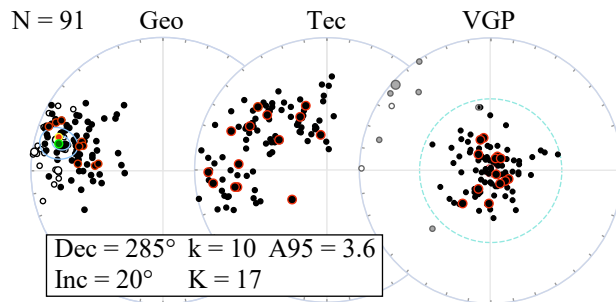 N = 91 Geo Tec VGP
Dec = 285° k = 10 A95 = 3.6
Inc = 20° K = 17